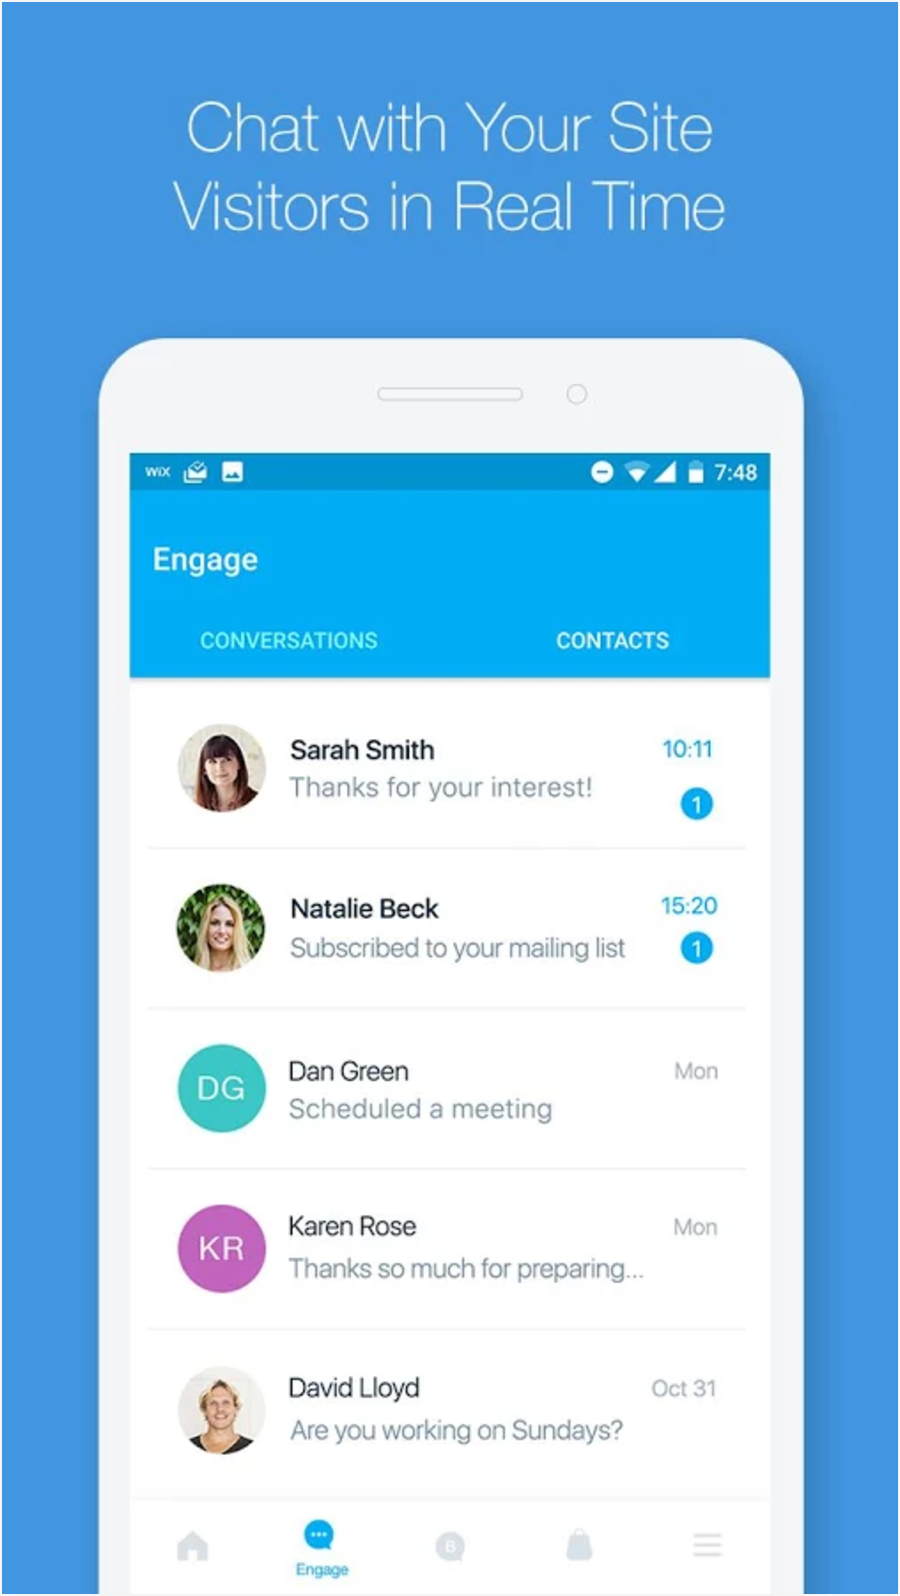 Chat with Your Site
Visitors in Real Time
WIX
7:48
Engage
CONVERSATIONS CONTACTS
Sarah Smith 10:11
Thanks for your interest! 1
Natalie Beck 15:20
Subscribed to your mailing list 1
DG
Dan Green Mon
Scheduled a meeting
KR
Karen Rose Mon
Thanks so much for preparing...
David Lloyd Oct 31
Are you working on Sundays?
B
Engage